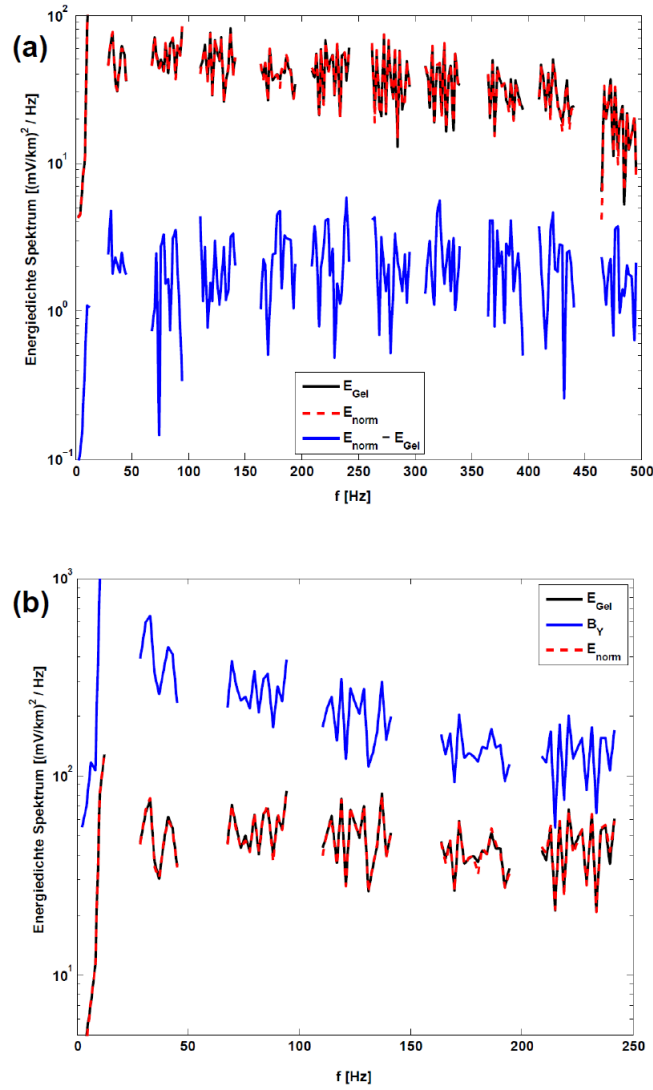 (a)
Energiedichte Spektrum [(mV/km)² / Hz]
10²
10¹
10⁰
10⁻¹
0 50 100 150 200 250 300 350 400 450 500
f [Hz]
E_Gel
E_norm
E_norm − E_Gel
(b)
Energiedichte Spektrum [(mV/km)² / Hz]
10³
10²
10¹
0 50 100 150 200 250
f [Hz]
E_Gel
B_Y
E_norm